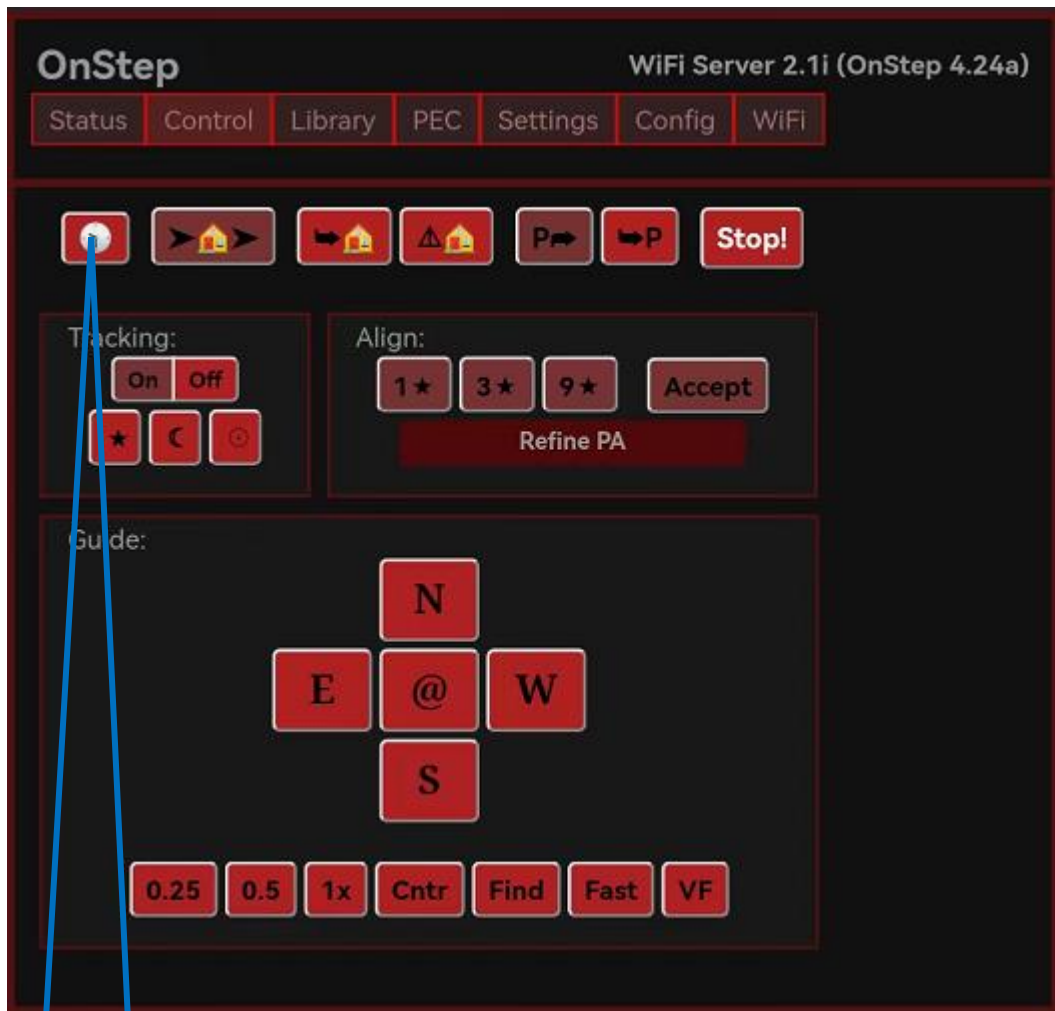 OnStep
WiFi Server 2.1i (OnStep 4.24a)
Status Control Library PEC Settings Config WiFi
P P Stop!
Tracking:
On Off
Align:
1★ 3★ 9★ Accept
Refine PA
Guide:
N
E @ W
S
0.25 0.5 1x Cntr Find Fast VF